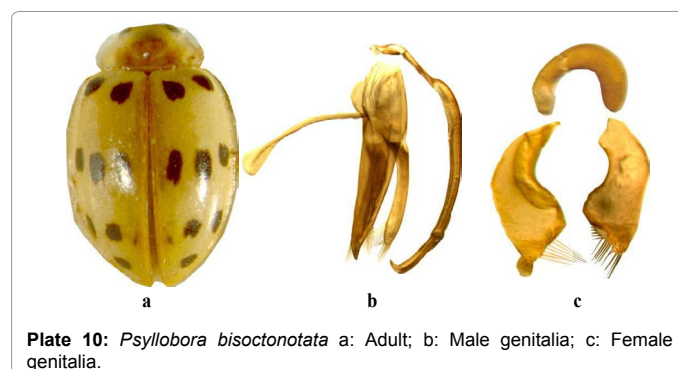 a b c
Plate 10: Psyllobora bisoctonotata a: Adult; b: Male genitalia; c: Female
genitalia.